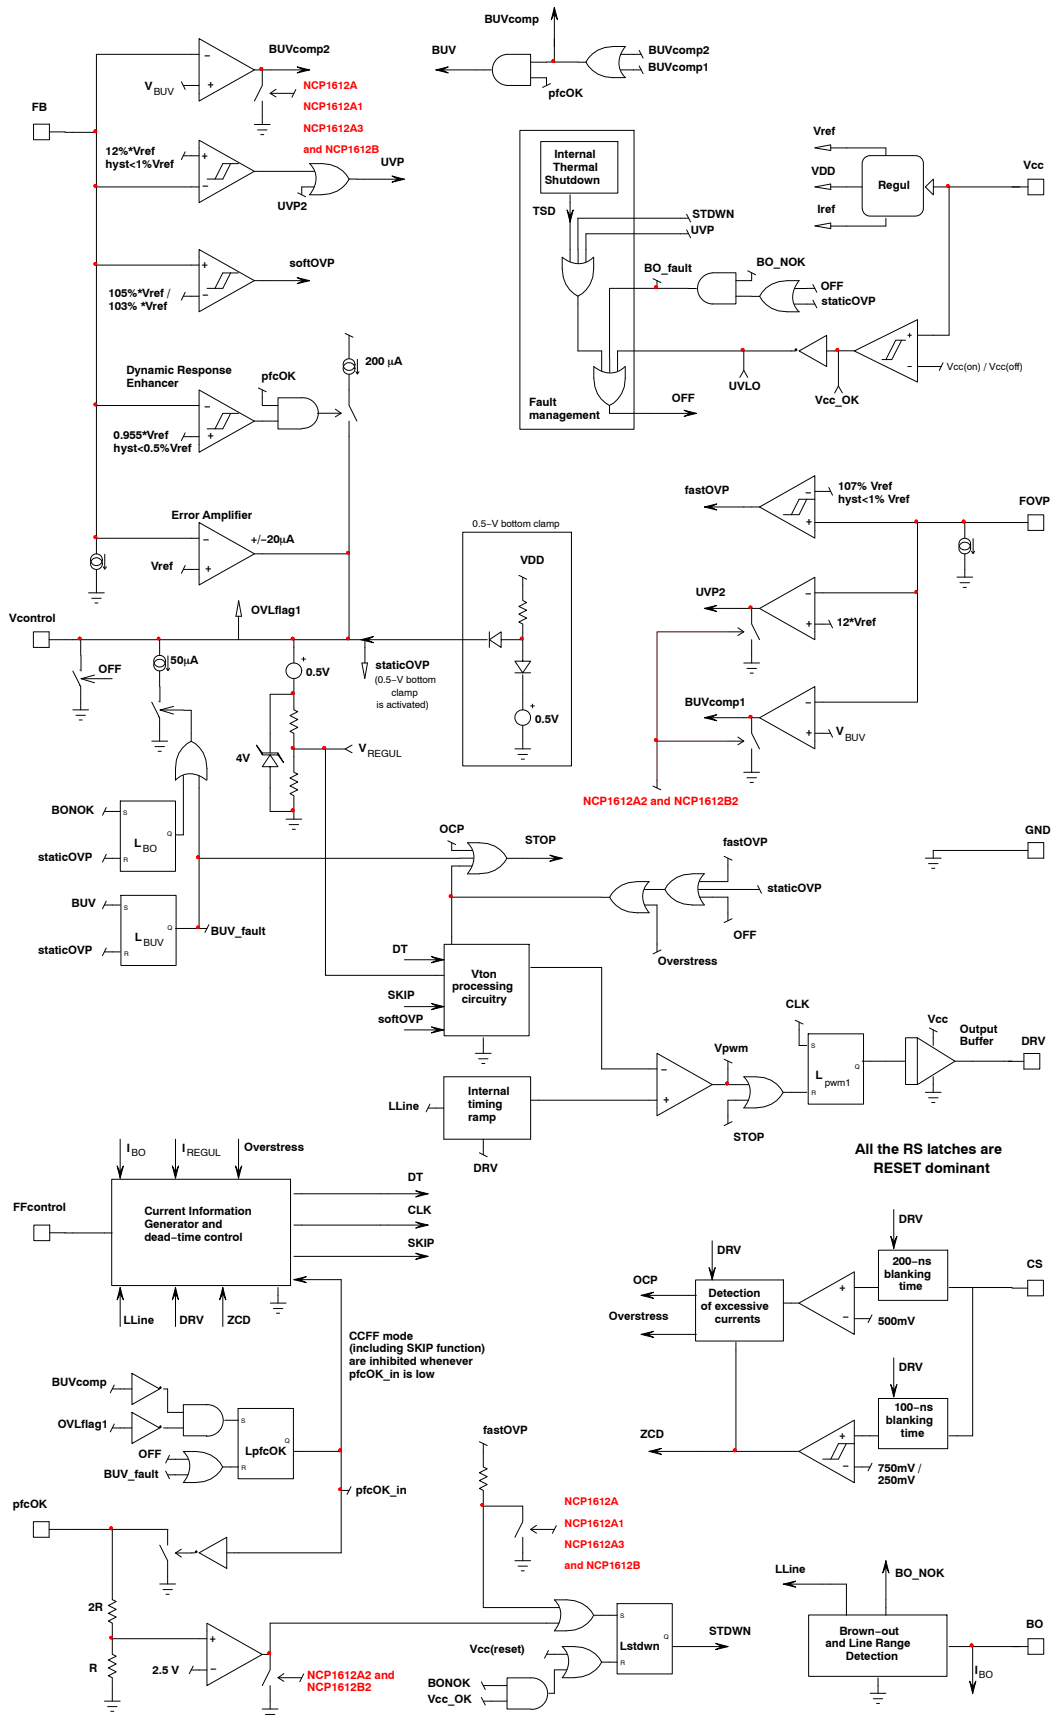 BUVcomp
BUVcomp2
BUV
BUVcomp2
BUVcomp1
pfcOK
VBUV
NCP1612A
NCP1612A1
NCP1612A3
and NCP1612B
FB
12%*Vref
hyst<1%Vref
UVP
UVP2
Internal
Thermal
Shutdown
TSD
STDWN
UVP
Vref
VDD
Iref
Regul
Vcc
softOVP
105%*Vref /
103% *Vref
BO_fault
BO_NOK
OFF
staticOVP
200 µA
Dynamic Response
Enhancer
pfcOK
0.955*Vref
hyst<0.5%Vref
Vcc(on) / Vcc(off)
UVLO
Vcc_OK
OFF
Fault
management
fastOVP
107% Vref
hyst<1% Vref
FOVP
Error Amplifier
+/−20µA
Vref
0.5−V bottom clamp
VDD
0.5V
UVP2
12*Vref
Vcontrol
OVLflag1
OFF
50µA
0.5V
staticOVP
(0.5−V bottom
clamp
is activated)
BUVcomp1
VBUV
4V
VREGUL
NCP1612A2 and NCP1612B2
BONOK
staticOVP
S
R
Q
LBO
BUV
staticOVP
S
R
Q
LBUV
BUV_fault
OCP
STOP
fastOVP
staticOVP
OFF
Overstress
GND
DT
SKIP
softOVP
Vton
processing
circuitry
CLK
Vcc
Output
Buffer
DRV
S
R
Q
Lpwm1
Vpwm
STOP
LLine
Internal
timing
ramp
DRV
All the RS latches are
RESET dominant
IBO
IREGUL
Overstress
FFcontrol
Current Information
Generator and
dead−time control
DT
CLK
SKIP
LLine
DRV
ZCD
CCFF mode
(including SKIP function)
are inhibited whenever
pfcOK_in is low
DRV
DRV
200−ns
blanking
time
CS
OCP
Overstress
Detection
of excessive
currents
500mV
DRV
100−ns
blanking
time
ZCD
750mV /
250mV
BUVcomp
OVLflag1
OFF
BUV_fault
S
R
Q
LpfcOK
pfcOK_in
fastOVP
NCP1612A
NCP1612A1
NCP1612A3
and NCP1612B
pfcOK
2R
R
2.5 V
NCP1612A2 and
NCP1612B2
Vcc(reset)
BONOK
Vcc_OK
S
R
Q
Lstdwn
STDWN
LLine
BO_NOK
Brown−out
and Line Range
Detection
BO
IBO